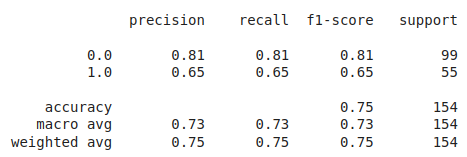 precision recall f1-score support
0.0 0.81 0.81 0.81 99
1.0 0.65 0.65 0.65 55
accuracy 0.75 154
macro avg 0.73 0.73 0.73 154
weighted avg 0.75 0.75 0.75 154